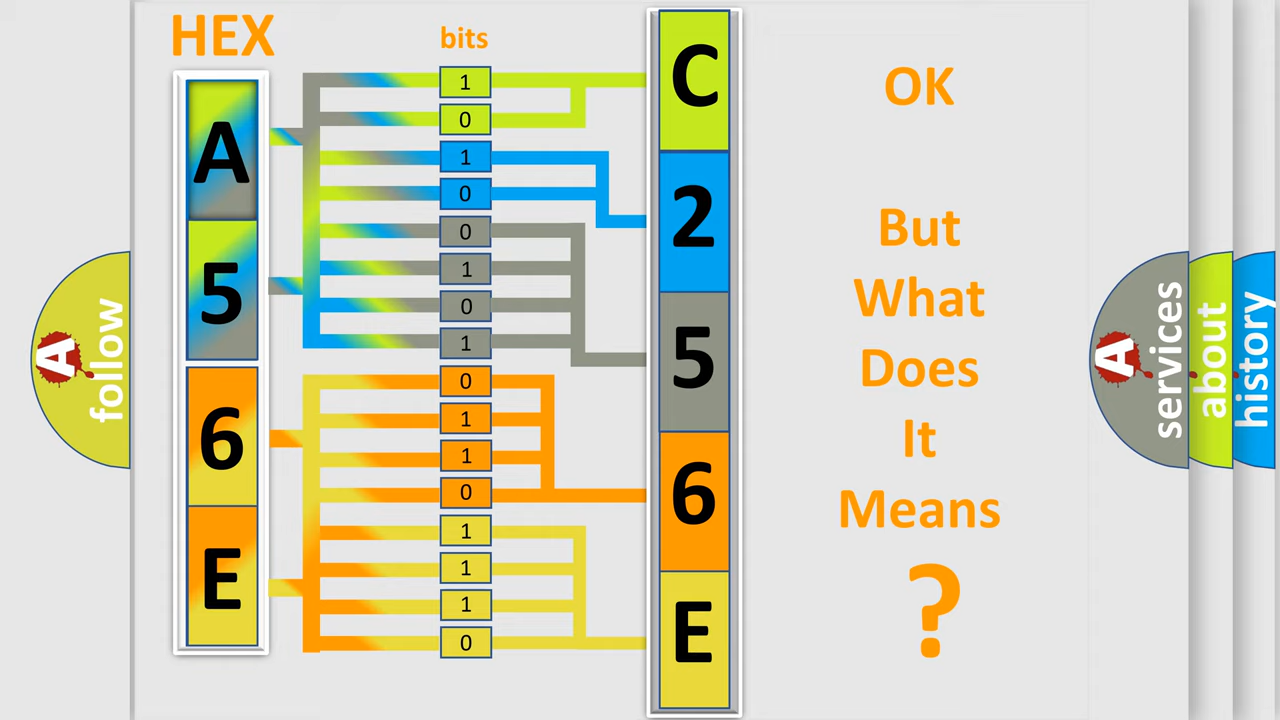 HEX
bits
A
5
6
E
1
0
1
0
0
1
0
1
0
1
1
0
1
1
1
0
C
2
5
6
E
OK
But
What
Does
It
Means
?
A
follow
A
services
about
history